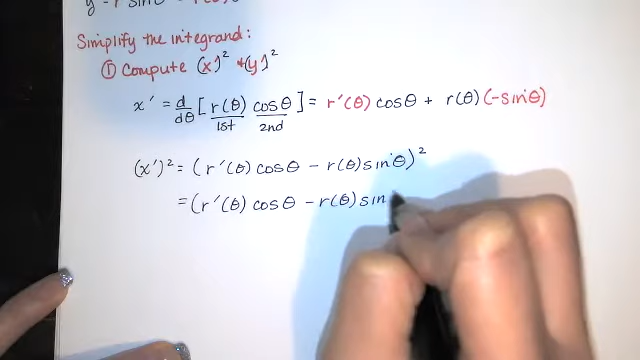 y = r sinθ
Simplify the integrand:
① Compute (x)² + (y)²
x' = d/dθ [r(θ) cosθ] = r'(θ) cosθ + r(θ)(-sinθ)
1st 2nd
(x')² = (r'(θ) cosθ - r(θ) sinθ)²
= (r'(θ) cosθ - r(θ) sin